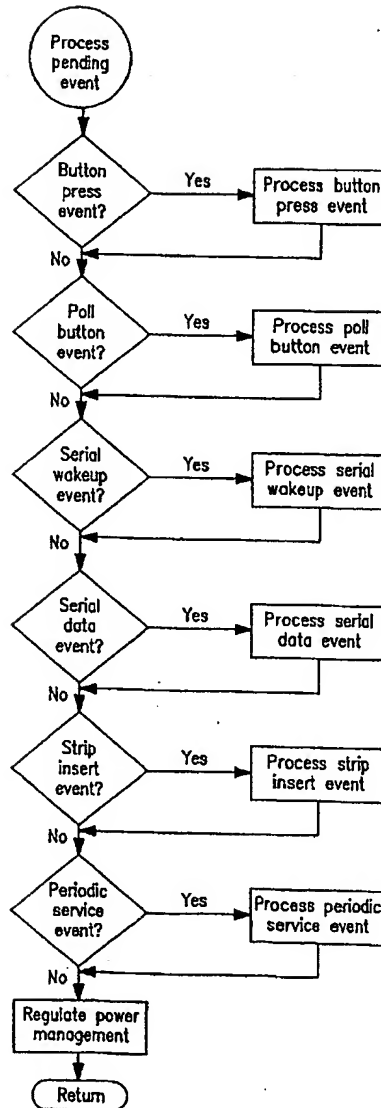 Process
pending
event
Button
press
event?
Yes
Process button
press event
No
Poll
button
event?
Yes
Process poll
button event
No
Serial
wakeup
event?
Yes
Process serial
wakeup event
No
Serial
data
event?
Yes
Process serial
data event
No
Strip
insert
event?
Yes
Process strip
insert event
No
Periodic
service
event?
Yes
Process periodic
service event
No
Regulate power
management
Return